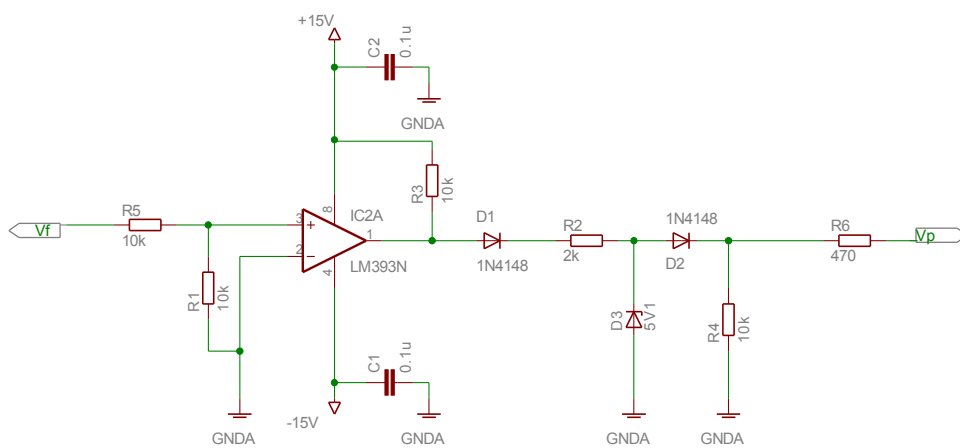 +15V
C2
0.1u
GNDA
R3
10k
IC2A
LM393N
8
3
2
1
4
+
−
Vf
R5
10k
R1
10k
GNDA
D1
1N4148
R2
2k
1N4148
D2
R6
470
Vp
D3
5V1
R4
10k
C1
0.1u
-15V
GNDA
GNDA
GNDA